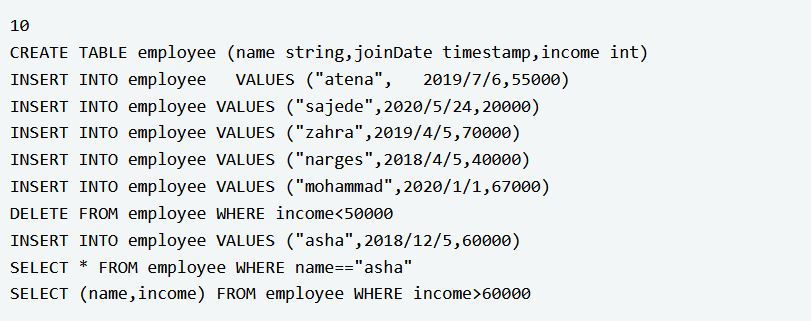 10
CREATE TABLE employee (name string,joinDate timestamp,income int)
INSERT INTO employee   VALUES ("atena",   2019/7/6,55000)
INSERT INTO employee VALUES ("sajede",2020/5/24,20000)
INSERT INTO employee VALUES ("zahra",2019/4/5,70000)
INSERT INTO employee VALUES ("narges",2018/4/5,40000)
INSERT INTO employee VALUES ("mohammad",2020/1/1,67000)
DELETE FROM employee WHERE income<50000
INSERT INTO employee VALUES ("asha",2018/12/5,60000)
SELECT * FROM employee WHERE name=="asha"
SELECT (name,income) FROM employee WHERE income>60000